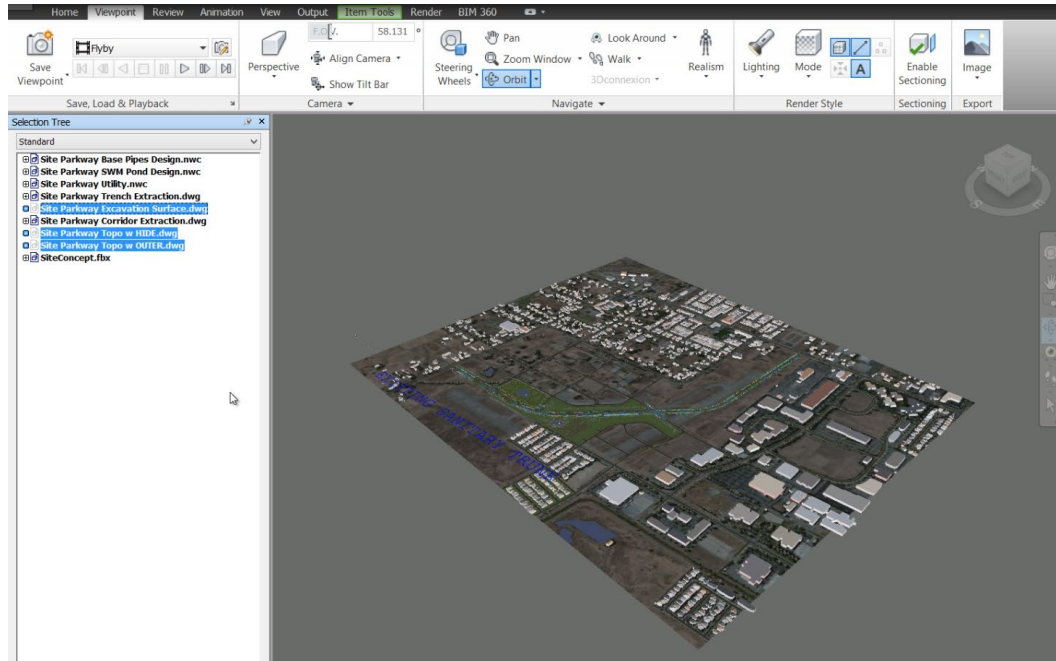 Home Viewpoint Review Animation View Output Item Tools Render BIM 360
Flyby
Save
Viewpoint
Save, Load & Playback
Perspective
F.O.V. 58.131 °
Align Camera
Show Tilt Bar
Camera
Steering
Wheels
Pan
Zoom Window
Orbit
Look Around
Walk
3Dconnexion
Realism
Navigate
Lighting
Mode
A
Render Style
Enable
Sectioning
Sectioning
Image
Export
Selection Tree
Standard
Site Parkway Base Pipes Design.nwc
Site Parkway SWM Pond Design.nwc
Site Parkway Utility.nwc
Site Parkway Trench Extraction.dwg
Site Parkway Excavation Surface.dwg
Site Parkway Corridor Extraction.dwg
Site Parkway Topo w HIDE.dwg
Site Parkway Topo w OUTER.dwg
SiteConcept.fbx
EXISTING SANITARY TRUNK